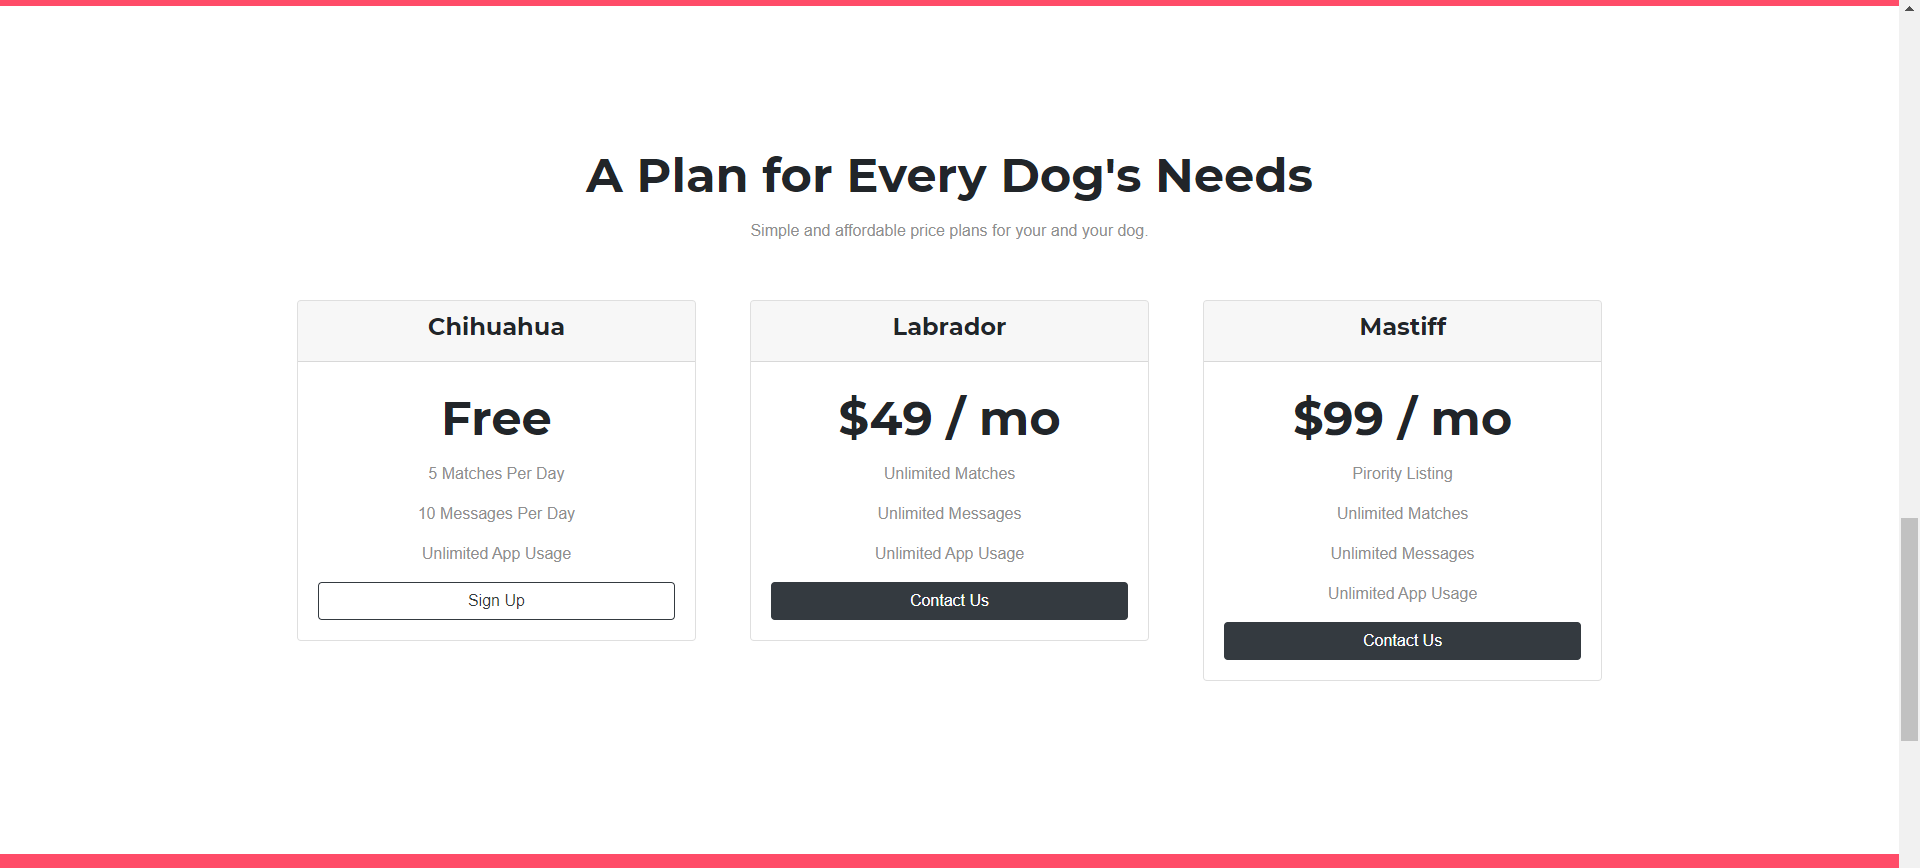 A Plan for Every Dog's Needs
Simple and affordable price plans for your and your dog.
Chihuahua
Free
5 Matches Per Day
10 Messages Per Day
Unlimited App Usage
Sign Up
Labrador
$49 / mo
Unlimited Matches
Unlimited Messages
Unlimited App Usage
Contact Us
Mastiff
$99 / mo
Pirority Listing
Unlimited Matches
Unlimited Messages
Unlimited App Usage
Contact Us